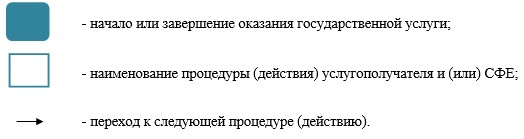 - начало или завершение оказания государственной услуги;
- наименование процедуры (действия) услугополучателя и (или) СФЕ;
- переход к следующей процедуре (действию).